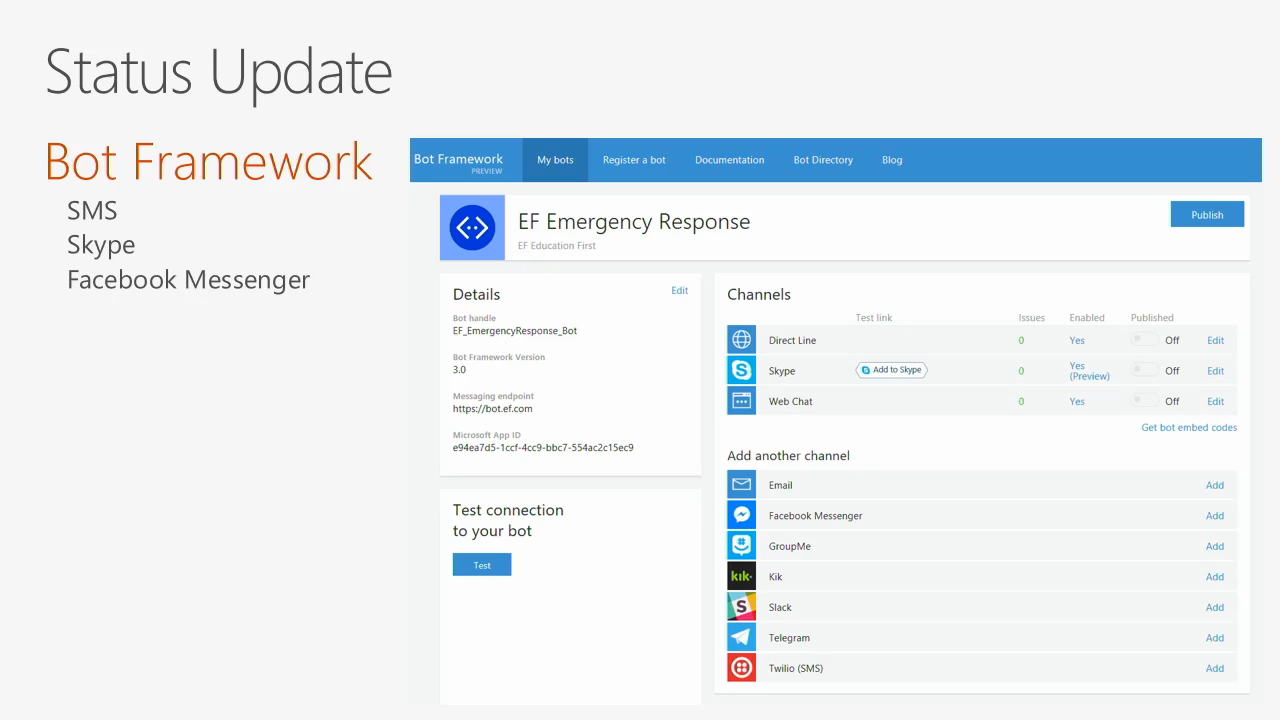 Status Update
Bot Framework
SMS
Skype
Facebook Messenger
Bot Framework
PREVIEW
My bots
Register a bot
Documentation
Bot Directory
Blog
EF Emergency Response
EF Education First
Publish
Details
Edit
Bot handle
EF_EmergencyResponse_Bot
Bot Framework Version
3.0
Messaging endpoint
https://bot.ef.com
Microsoft App ID
e94ea7d5-1ccf-4cc9-bbc7-554ac2c15ec9
Test connection
to your bot
Test
Channels
Test link Issues Enabled Published
Direct Line 0 Yes Off Edit
Skype Add to Skype 0 Yes (Preview) Off Edit
Web Chat 0 Yes Off Edit
Get bot embed codes
Add another channel
Email Add
Facebook Messenger Add
GroupMe Add
kik· Kik Add
S Slack Add
Telegram Add
Twilio (SMS) Add